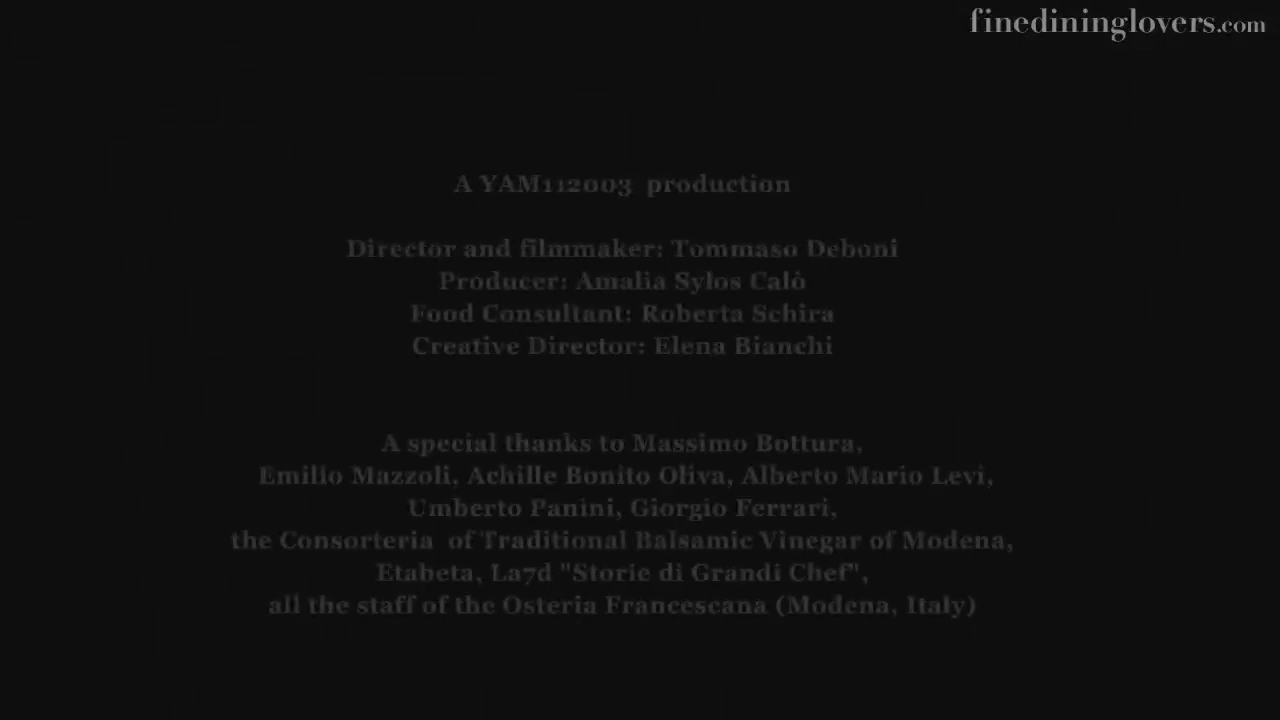 finedininglovers.com
A YAM112003 production
Director and filmmaker: Tommaso Deboni
Producer: Amalia Sylos Calò
Food Consultant: Roberta Schira
Creative Director: Elena Bianchi
A special thanks to Massimo Bottura,
Emilio Mazzoli, Achille Bonito Oliva, Alberto Mario Levi,
Umberto Panini, Giorgio Ferrari,
the Consorteria of Traditional Balsamic Vinegar of Modena,
Etabeta, La7d "Storie di Grandi Chef",
all the staff of the Osteria Francescana (Modena, Italy)